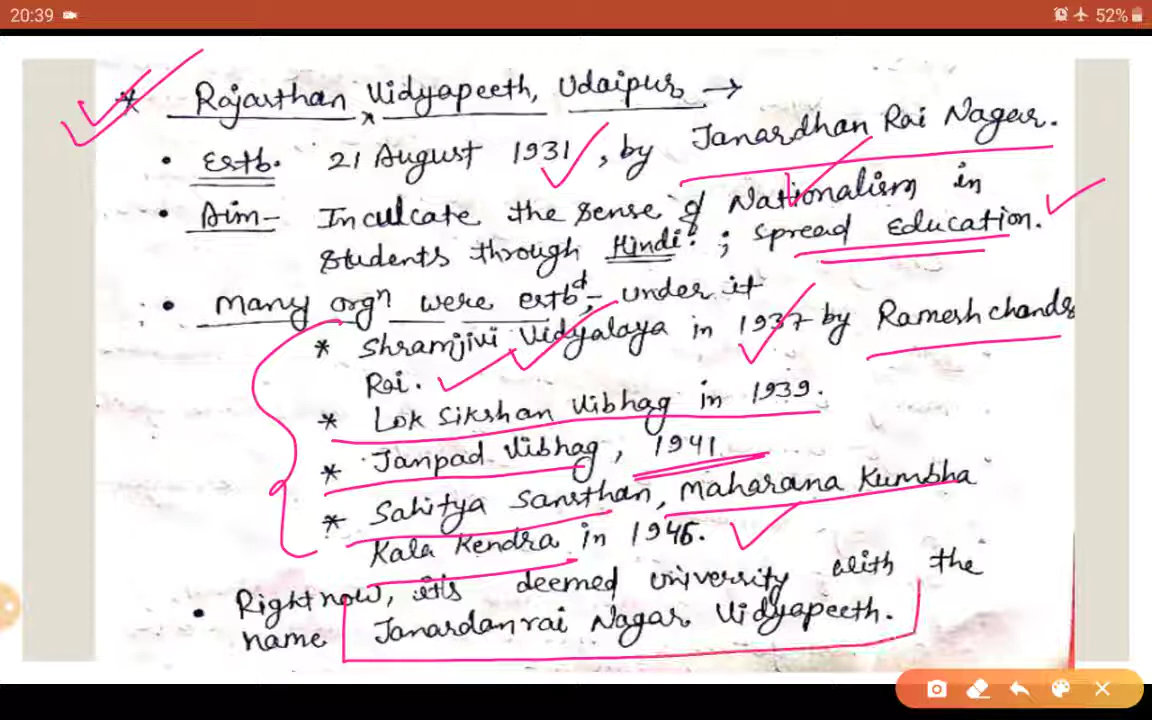 20:39
52%
* Rajasthan Vidyapeeth, Udaipur →
• Estb. 21 August 1931, by Janardhan Rai Nagar.
• Aim- Inculcate the sense of Nationalism in
students through Hindi. ; spread Education.
• Many orgn were estbd, under it
* Shramjivi Vidyalaya in 1937 by Ramesh chandra
Rai.
* Lok Sikshan Vibhag in 1939.
* Janpad Vibhag, 1941
* Sahitya Sansthan, Maharana Kumbha
Kala Kendra in 1945.
• Right now, it's deemed university with the
name Janardanrai Nagar Vidyapeeth.